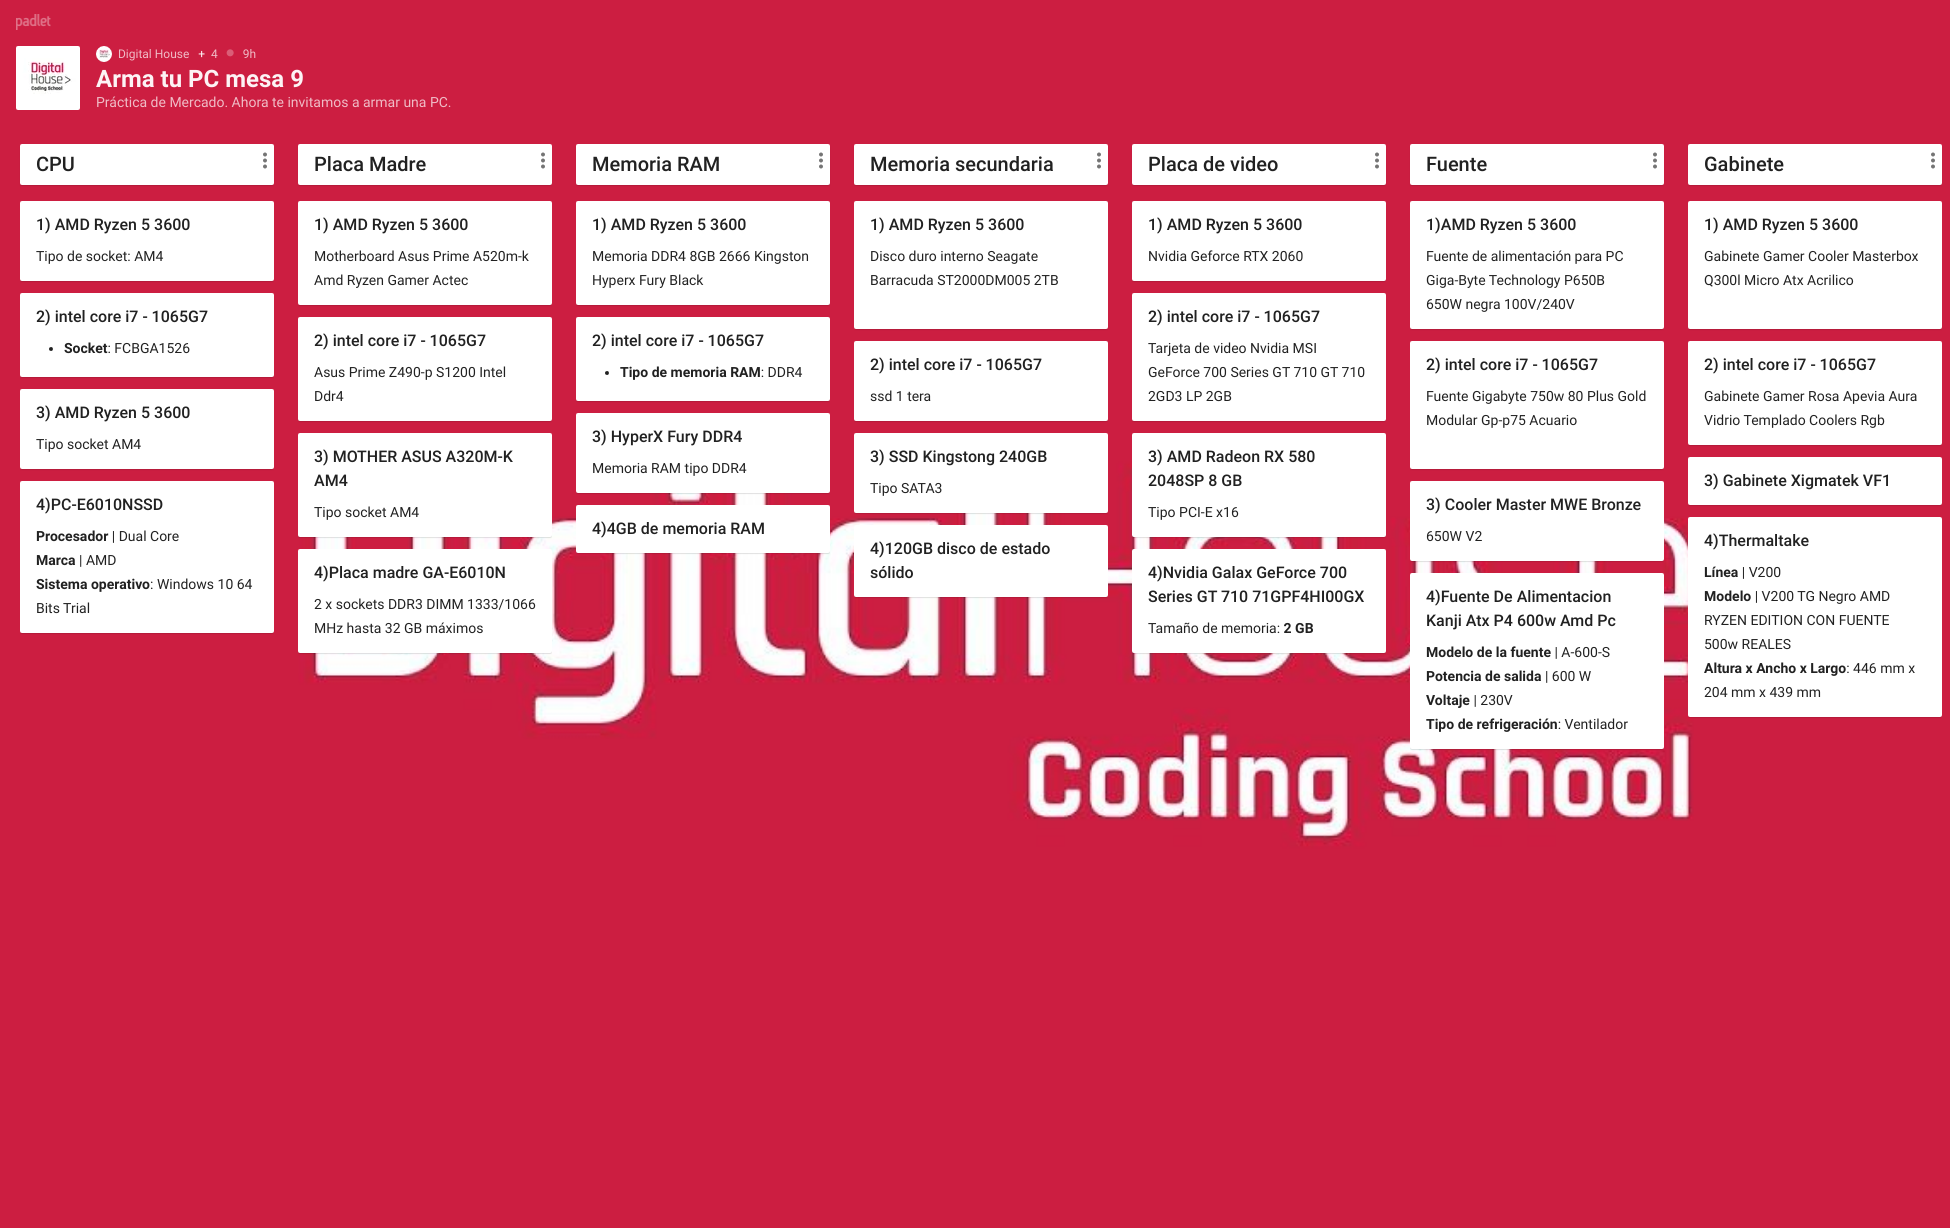 padlet
Digital
House>
Coding School
Digital House + 4 9h
Arma tu PC mesa 9
Práctica de Mercado. Ahora te invitamos a armar una PC.
CPU
1) AMD Ryzen 5 3600
Tipo de socket: AM4
2) intel core i7 - 1065G7
• Socket: FCBGA1526
3) AMD Ryzen 5 3600
Tipo socket AM4
4)PC-E6010NSSD
Procesador | Dual Core
Marca | AMD
Sistema operativo: Windows 10 64
Bits Trial
Placa Madre
1) AMD Ryzen 5 3600
Motherboard Asus Prime A520m-k
Amd Ryzen Gamer Actec
2) intel core i7 - 1065G7
Asus Prime Z490-p S1200 Intel
Ddr4
3) MOTHER ASUS A320M-K
AM4
Tipo socket AM4
4)Placa madre GA-E6010N
2 x sockets DDR3 DIMM 1333/1066
MHz hasta 32 GB máximos
Memoria RAM
1) AMD Ryzen 5 3600
Memoria DDR4 8GB 2666 Kingston
Hyperx Fury Black
2) intel core i7 - 1065G7
• Tipo de memoria RAM: DDR4
3) HyperX Fury DDR4
Memoria RAM tipo DDR4
4)4GB de memoria RAM
Memoria secundaria
1) AMD Ryzen 5 3600
Disco duro interno Seagate
Barracuda ST2000DM005 2TB
2) intel core i7 - 1065G7
ssd 1 tera
3) SSD Kingstong 240GB
Tipo SATA3
4)120GB disco de estado
sólido
Placa de video
1) AMD Ryzen 5 3600
Nvidia Geforce RTX 2060
2) intel core i7 - 1065G7
Tarjeta de video Nvidia MSI
GeForce 700 Series GT 710 GT 710
2GD3 LP 2GB
3) AMD Radeon RX 580
2048SP 8 GB
Tipo PCI-E x16
4)Nvidia Galax GeForce 700
Series GT 710 71GPF4HI00GX
Tamaño de memoria: 2 GB
Fuente
1)AMD Ryzen 5 3600
Fuente de alimentación para PC
Giga-Byte Technology P650B
650W negra 100V/240V
2) intel core i7 - 1065G7
Fuente Gigabyte 750w 80 Plus Gold
Modular Gp-p75 Acuario
3) Cooler Master MWE Bronze
650W V2
4)Fuente De Alimentacion
Kanji Atx P4 600w Amd Pc
Modelo de la fuente | A-600-S
Potencia de salida | 600 W
Voltaje | 230V
Tipo de refrigeración: Ventilador
Gabinete
1) AMD Ryzen 5 3600
Gabinete Gamer Cooler Masterbox
Q300l Micro Atx Acrilico
2) intel core i7 - 1065G7
Gabinete Gamer Rosa Apevia Aura
Vidrio Templado Coolers Rgb
3) Gabinete Xigmatek VF1
4)Thermaltake
Línea | V200
Modelo | V200 TG Negro AMD
RYZEN EDITION CON FUENTE
500w REALES
Altura x Ancho x Largo: 446 mm x
204 mm x 439 mm
Digital
Coding School